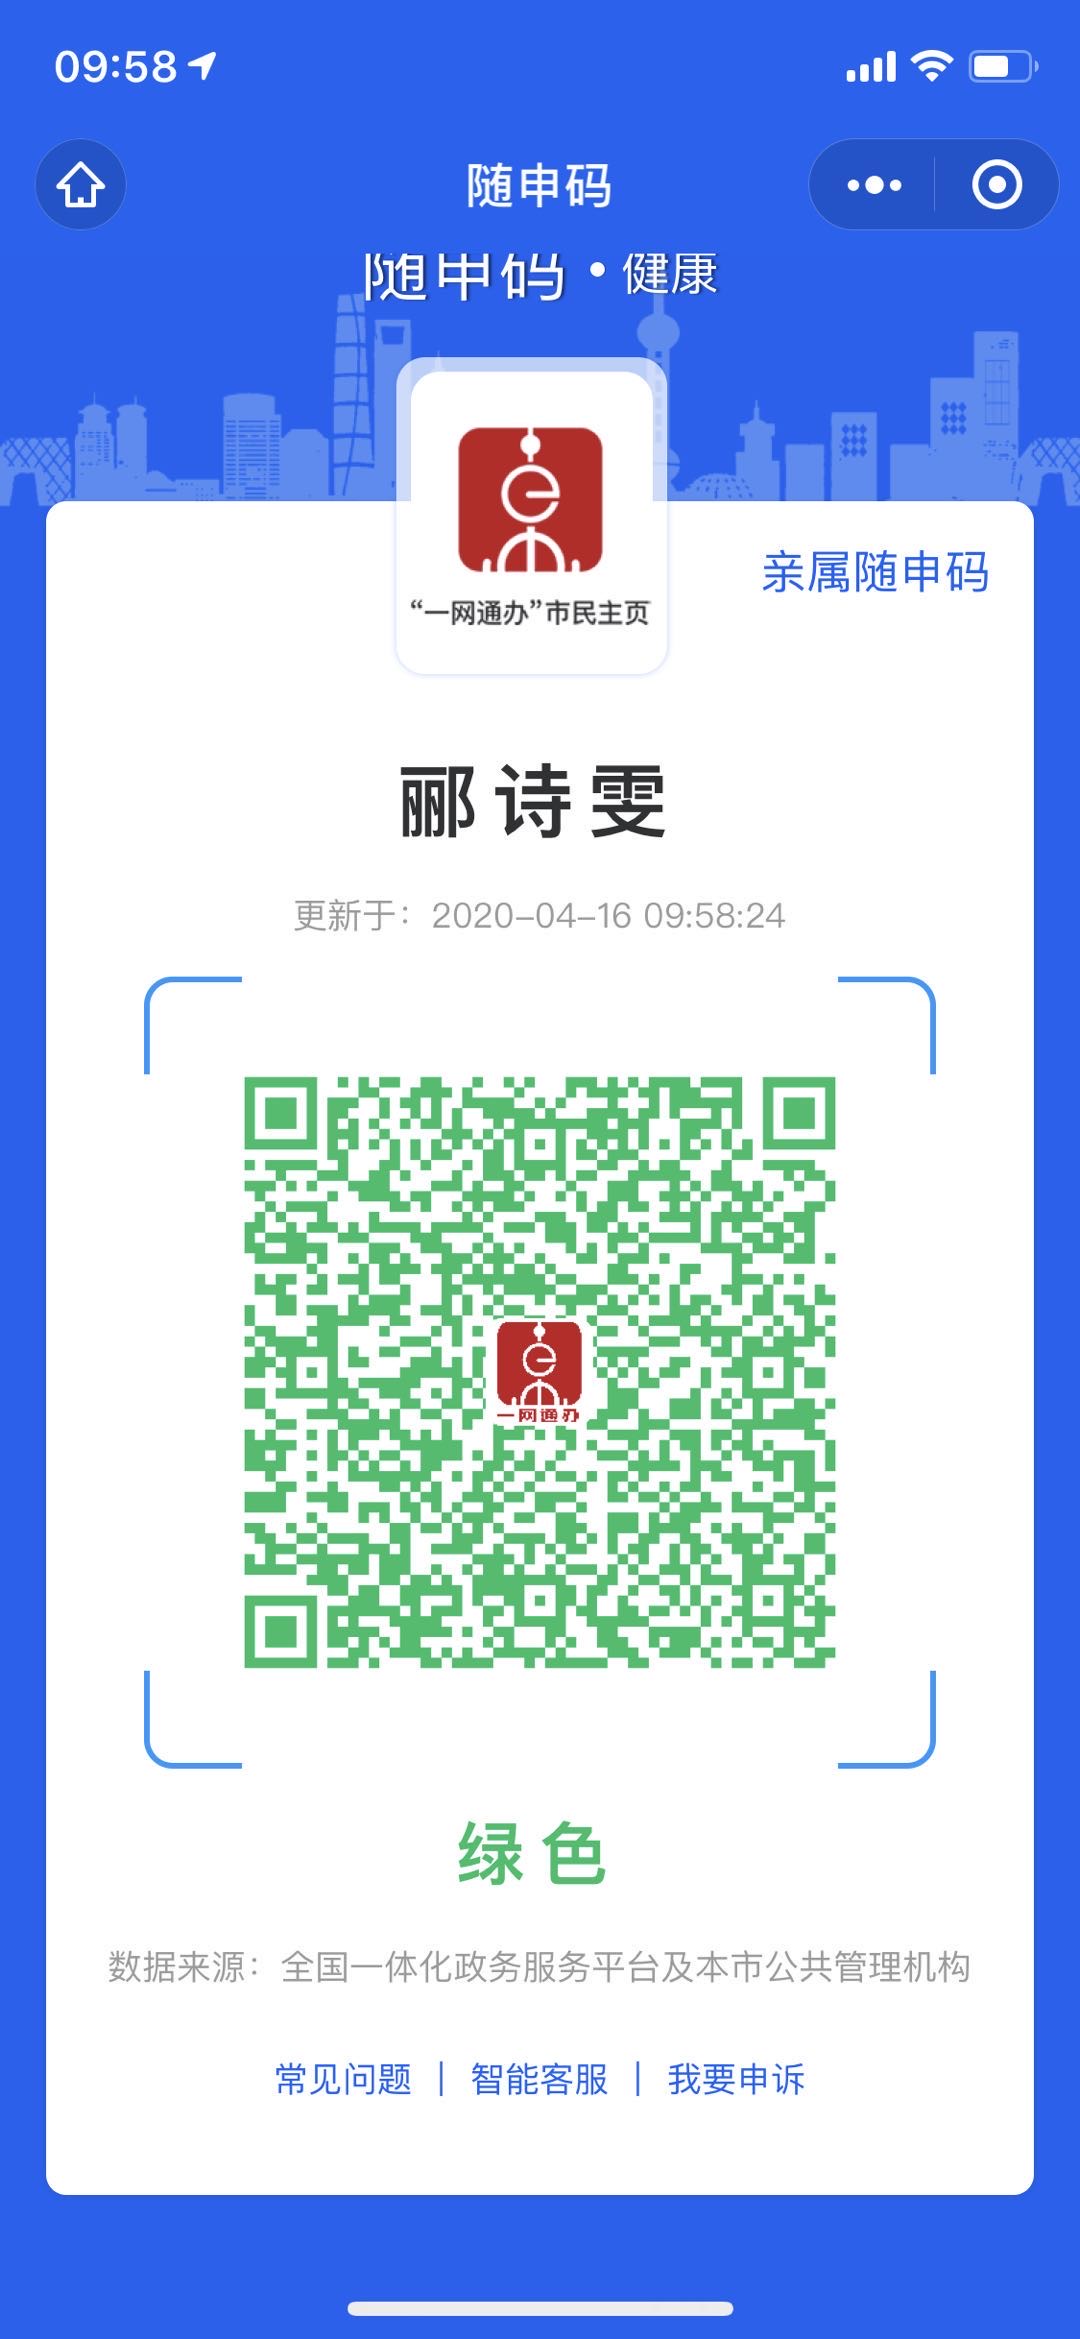 09:58
随申码
随申码·健康
亲属随申码
“一网通办”市民主页
郦诗雯
更新于：2020-04-16 09:58:24
一网通办
绿色
数据来源：全国一体化政务服务平台及本市公共管理机构
常见问题 | 智能客服 | 我要申诉